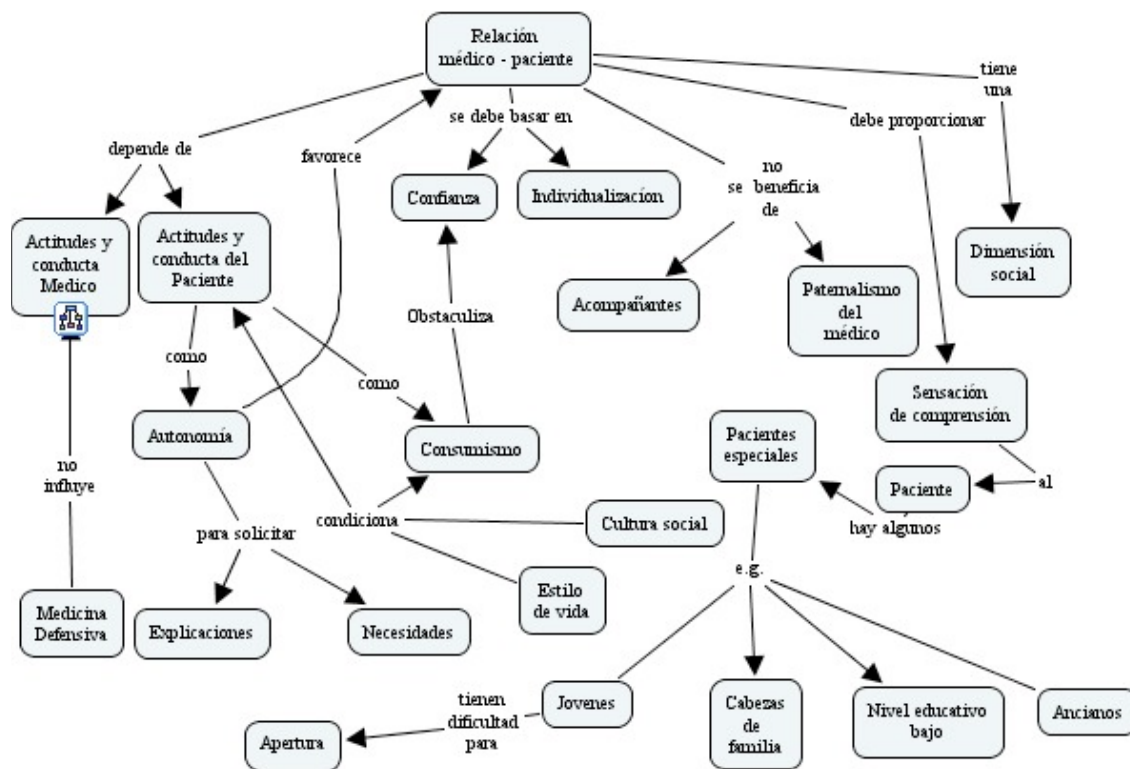 Relación
médico - paciente
tiene
una
se debe basar en
debe proporcionar
depende de
favorece
no
se beneficia
de
Confianza
Individualizacíon
Actitudes y
conducta
Medico
Actitudes y
conducta del
Paciente
Dimensión
social
Acompañantes
Paternalismo
del
médico
Obstaculiza
como
como
Sensación
de comprensión
Autonomía
Consumismo
Pacientes
especiales
no
influye
Paciente
al
para solicitar
condiciona
Cultura social
hay algunos
e.g.
Estilo
de vida
Medicina
Defensiva
Explicaciones
Necesidades
tienen
dificultad
para
Jovenes
Cabezas
de
familia
Nivel educativo
bajo
Ancianos
Apertura